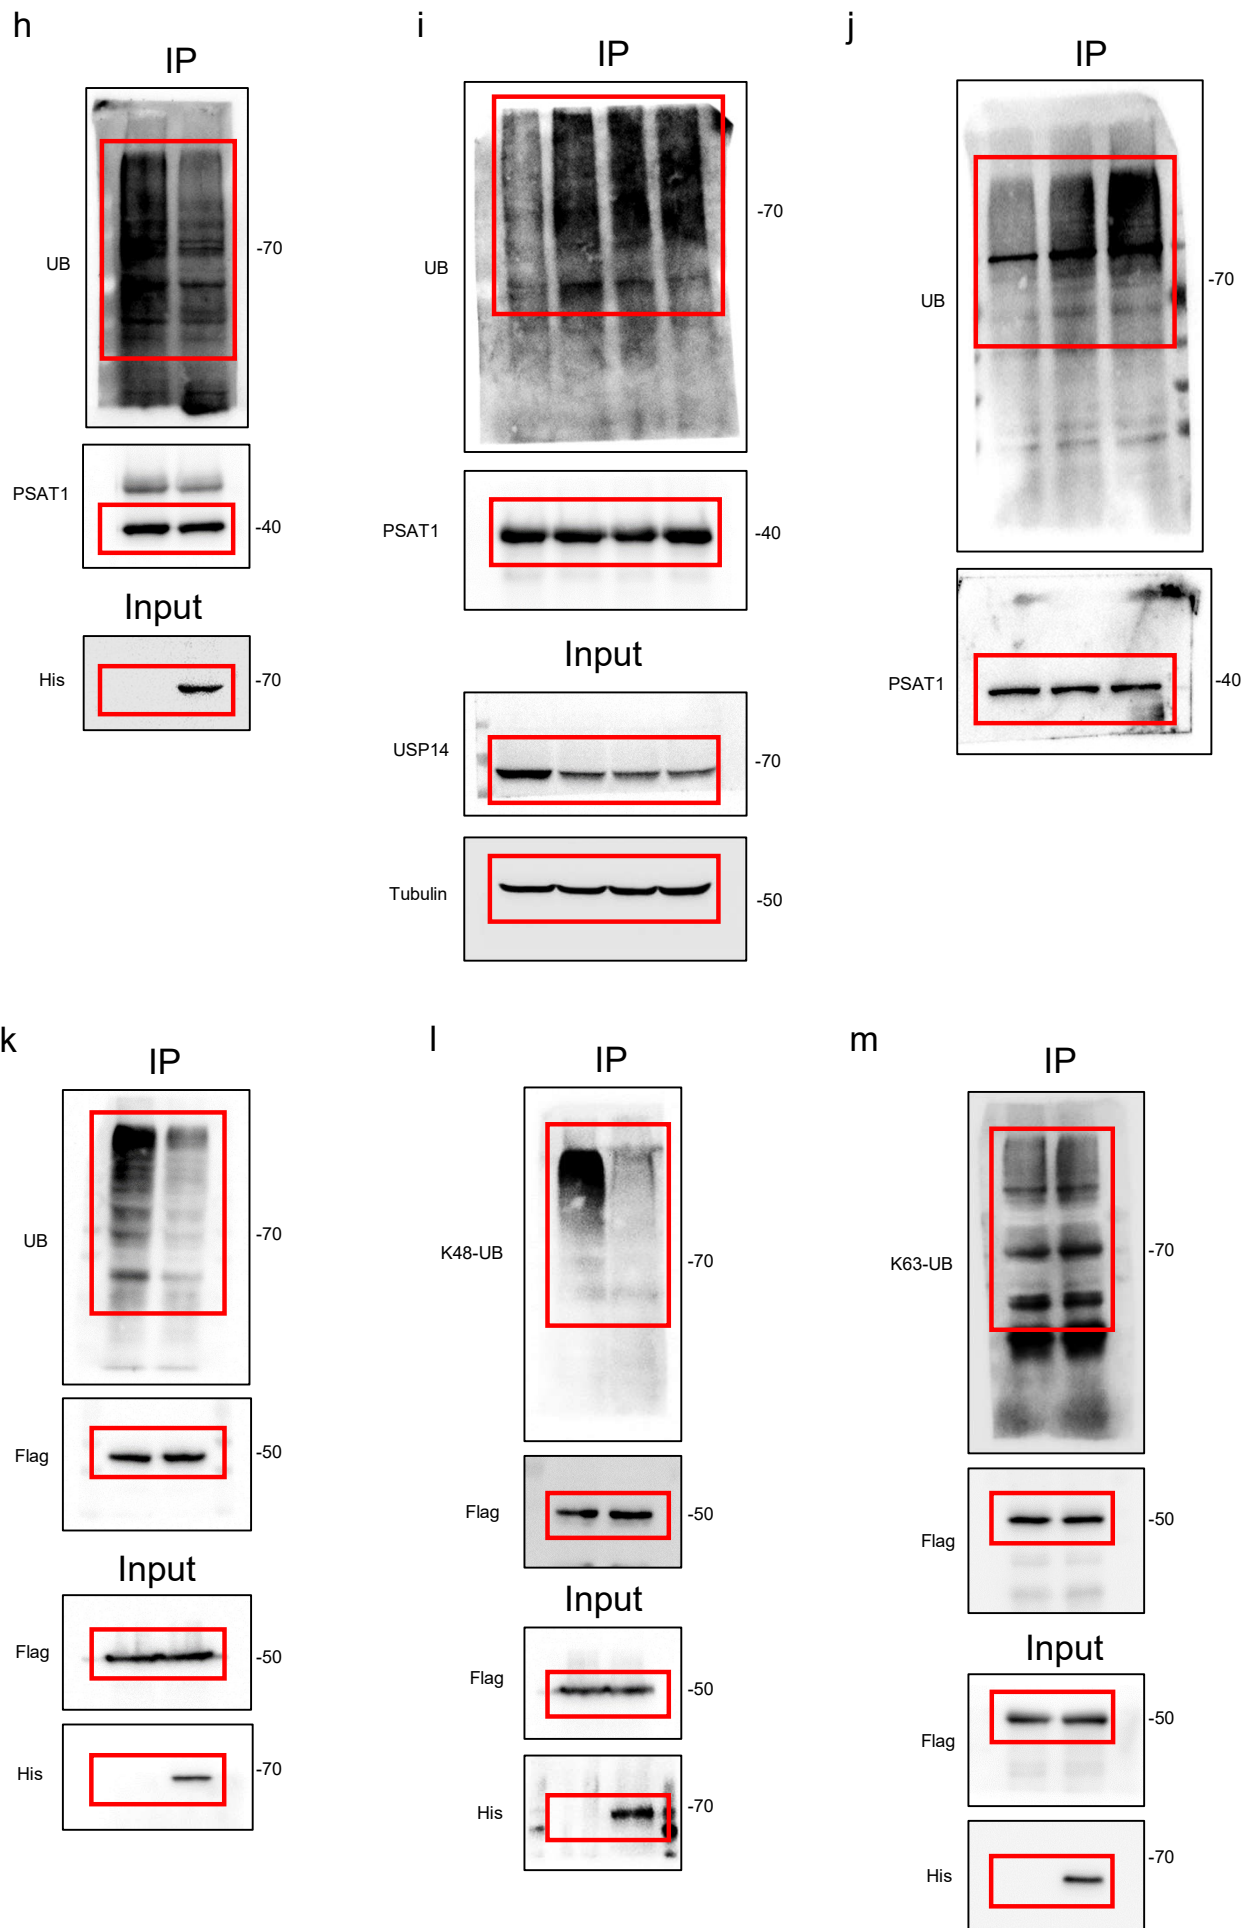 h
IP
UB
-70
PSAT1
-40
Input
His
-70
i
IP
UB
-70
PSAT1
-40
Input
USP14
-70
Tubulin
-50
j
IP
UB
-70
PSAT1
-40
k
IP
UB
-70
Flag
-50
Input
Flag
-50
His
-70
l
IP
K48-UB
-70
Flag
-50
Input
Flag
-50
His
-70
m
IP
K63-UB
-70
Flag
-50
Input
Flag
-50
His
-70